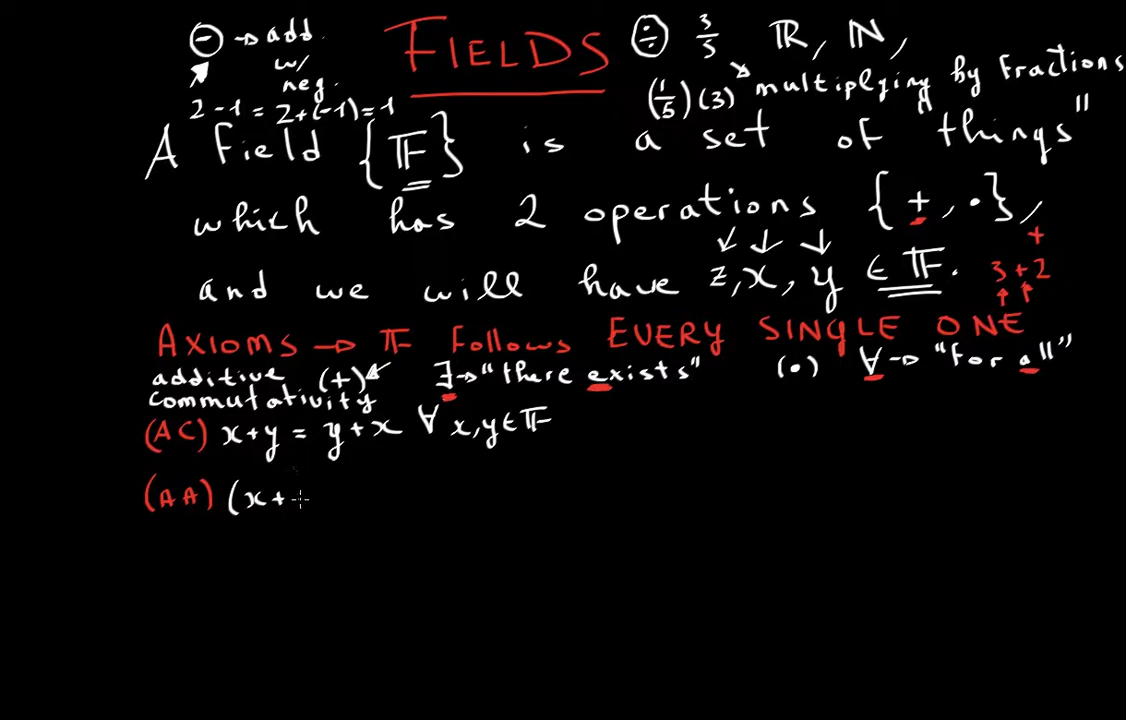 ⊖ → add w/ neg.
2-1 = 2+(-1)=1
FIELDS
÷ 3/5 ℝ, ℕ,
(1/5)(3) multiplying by fractions
A field {𝔽} is a set of "things"
which has 2 operations {+, ·},
and we will have z, x, y ∈ 𝔽.
+
3+2
AXIOMS → 𝔽 follows EVERY SINGLE ONE
additive (+) ∃→"there exists" (·) ∀→"for all"
commutativity
(AC) x+y = y+x ∀ x,y∈𝔽
(AA) (x+